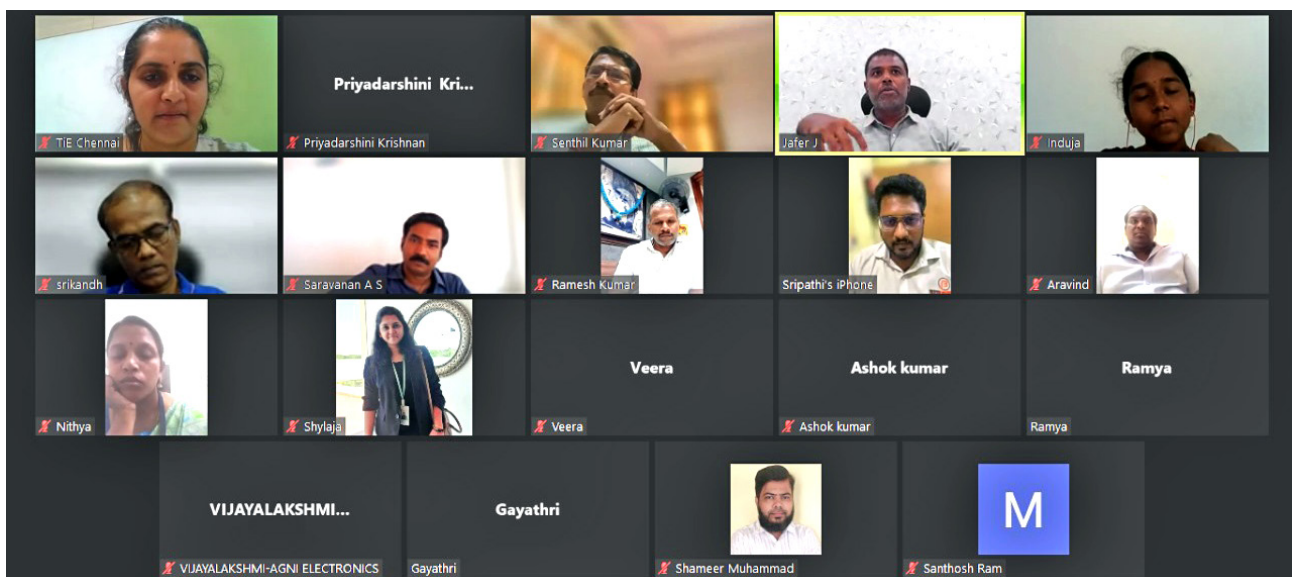 TiE Chennai
Priyadarshini Kri...
Priyadarshini Krishnan
Senthil Kumar
Jafer J
Induja
srikandh
Saravanan A S
Ramesh Kumar
Sripathi's iPhone
Aravind
Nithya
Shylaja
Veera
Veera
Ashok kumar
Ashok kumar
Ramya
Ramya
VIJAYALAKSHMI...
VIJAYALAKSHMI-AGNI ELECTRONICS
Gayathri
Gayathri
Shameer Muhammad
M
Santhosh Ram